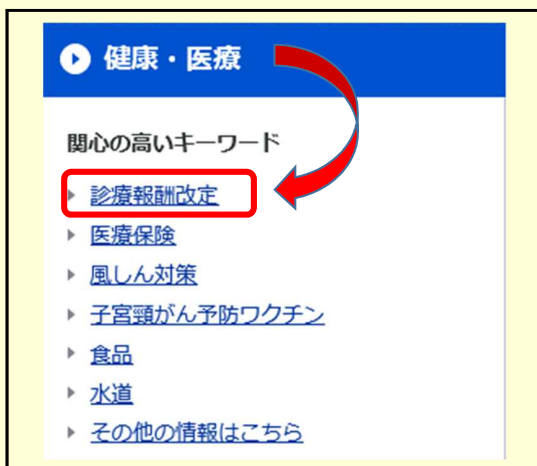 健康・医療
関心の高いキーワード
診療報酬改定
医療保険
風しん対策
子宮頸がん予防ワクチン
食品
水道
その他の情報はこちら